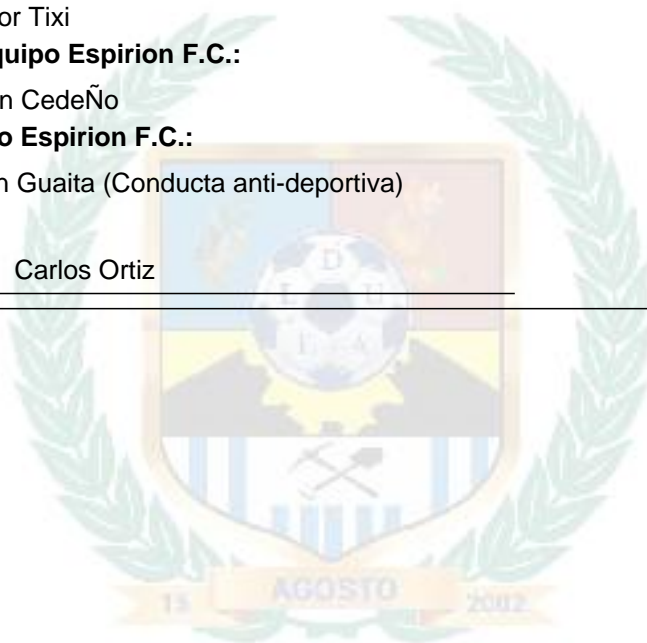 or Tixi
quipo Espirion F.C.:
n CedeÑo
o Espirion F.C.:
n Guaita (Conducta anti-deportiva)
Carlos Ortiz
D
L U
E A
15 AGOSTO 2002